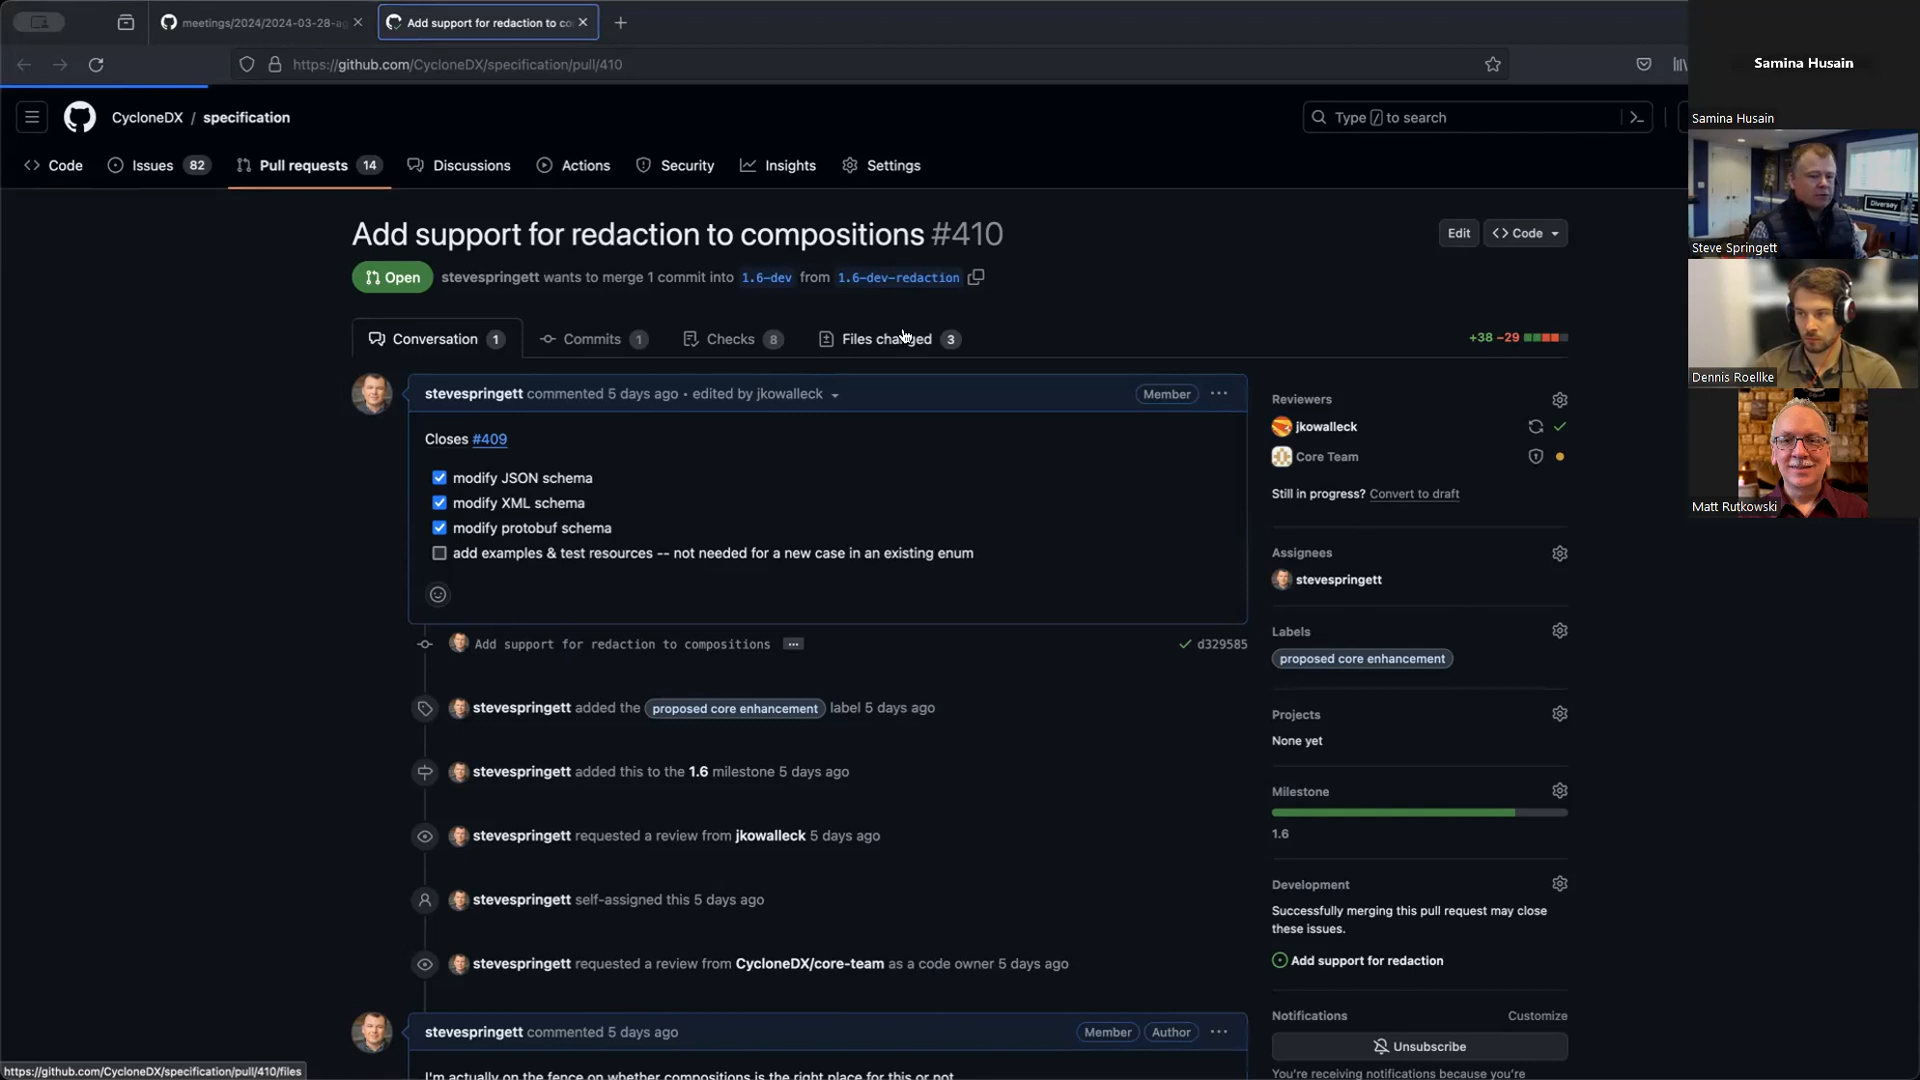 meetings/2024/2024-03-28-ag
Add support for redaction to co
https://github.com/CycloneDX/specification/pull/410
CycloneDX / specification
Type / to search
Code
Issues 82
Pull requests 14
Discussions
Actions
Security
Insights
Settings
Add support for redaction to compositions #410
Edit
<> Code
Open
stevespringett wants to merge 1 commit into 1.6-dev from 1.6-dev-redaction
Conversation 1
Commits 1
Checks 8
Files changed 3
+38 −29
stevespringett commented 5 days ago • edited by jkowalleck
Member
Closes #409
modify JSON schema
modify XML schema
modify protobuf schema
add examples & test resources -- not needed for a new case in an existing enum
Add support for redaction to compositions
d329585
stevespringett added the proposed core enhancement label 5 days ago
stevespringett added this to the 1.6 milestone 5 days ago
stevespringett requested a review from jkowalleck 5 days ago
stevespringett self-assigned this 5 days ago
stevespringett requested a review from CycloneDX/core-team as a code owner 5 days ago
stevespringett commented 5 days ago
Member
Author
I'm actually on the fence on whether compositions is the right place for this or not
Reviewers
jkowalleck
Core Team
Still in progress? Convert to draft
Assignees
stevespringett
Labels
proposed core enhancement
Projects
None yet
Milestone
1.6
Development
Successfully merging this pull request may close
these issues.
Add support for redaction
Notifications
Customize
Unsubscribe
You're receiving notifications because you're
https://github.com/CycloneDX/specification/pull/410/files
Samina Husain
Samina Husain
Diversey
Steve Springett
Dennis Roellke
Matt Rutkowski